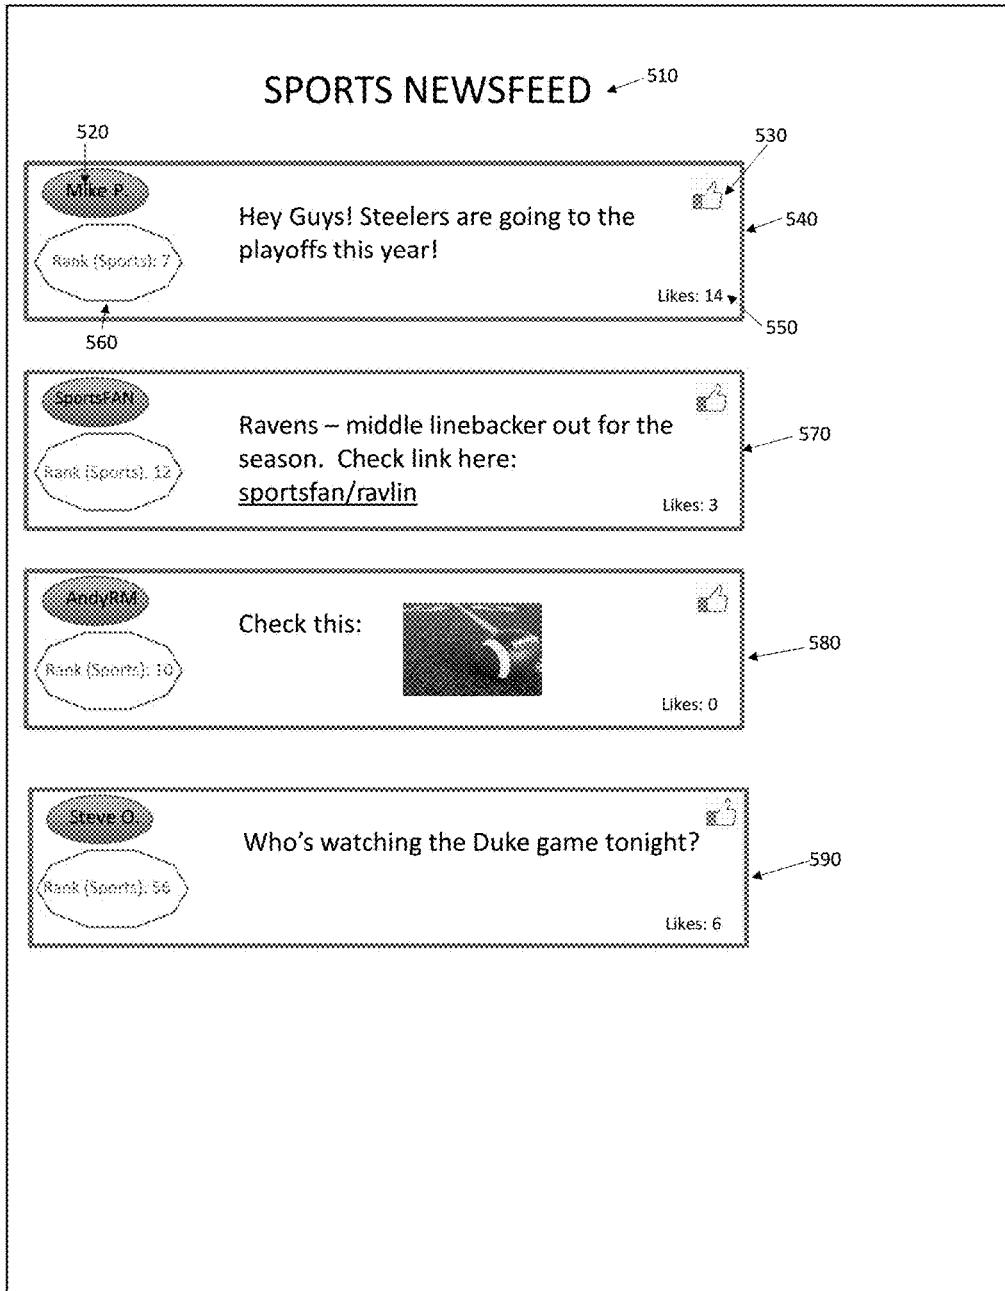 SPORTS NEWSFEED
510
520
530
Mike P.
Hey Guys! Steelers are going to the
playoffs this year!
540
Rank (Sports): 7
Likes: 14
550
560
SportsFAN
Ravens – middle linebacker out for the
season. Check link here:
sportsfan/ravlin
570
Rank (Sports): 12
Likes: 3
AndyRM
Check this:
580
Rank (Sports): 10
Likes: 0
Steve O.
Who's watching the Duke game tonight?
590
Rank (Sports): 56
Likes: 6